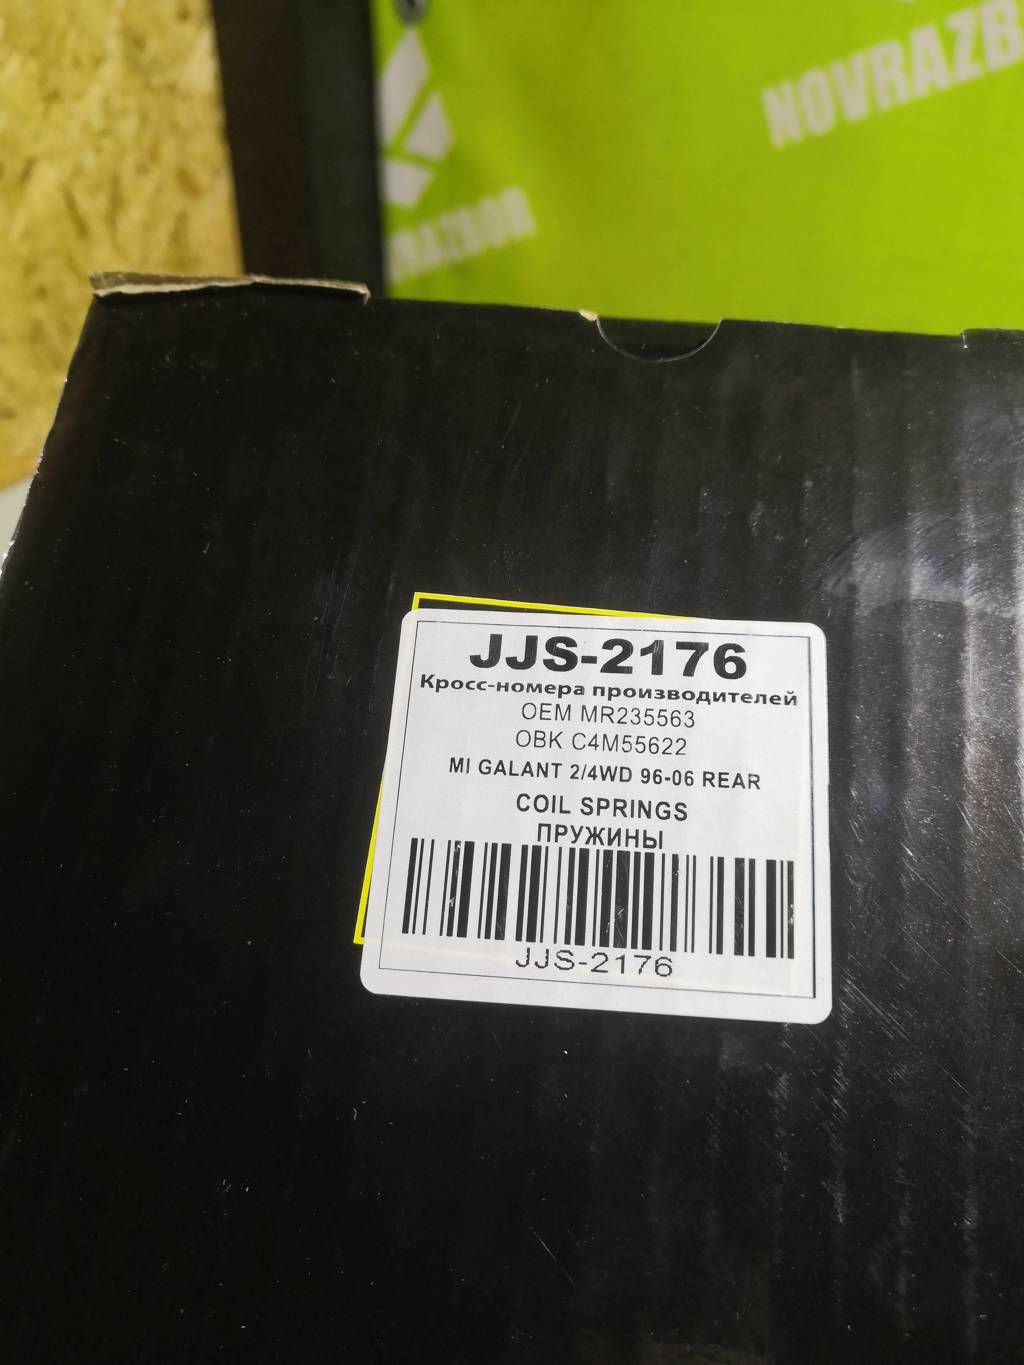 NOVRAZB
RAZBOR
JJS-2176
Кросс-номера производителей
OEM MR235563
OBK C4M55622
MI GALANT 2/4WD 96-06 REAR
COIL SPRINGS
ПРУЖИНЫ
JJS-2176